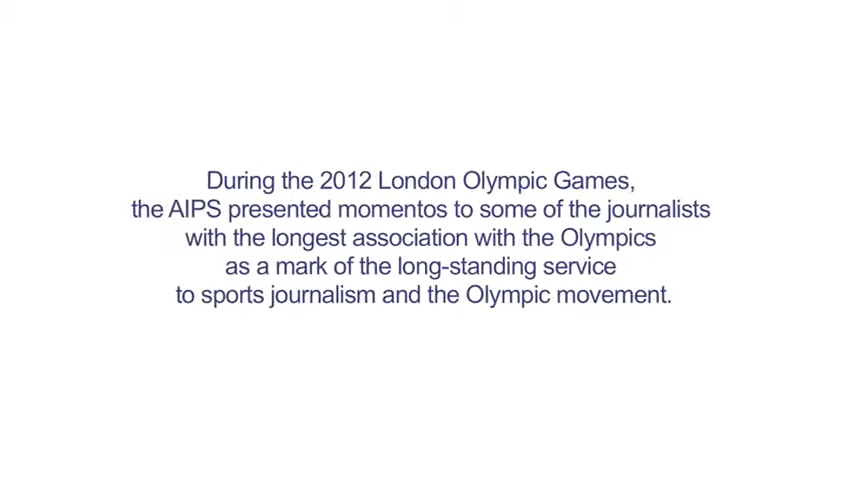 During the 2012 London Olympic Games,
the AIPS presented momentos to some of the journalists
with the longest association with the Olympics
as a mark of the long-standing service
to sports journalism and the Olympic movement.